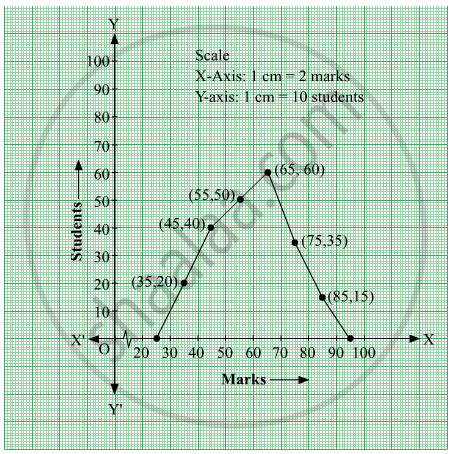 Y
Scale
X-Axis: 1 cm = 2 marks
Y-axis: 1 cm = 10 students
100
90
80
70
60
50
40
30
20
10
Students
(65, 60)
(55,50)
(45,40)
(75,35)
(35,20)
(85,15)
X'
O
X
20 30 40 50 60 70 80 90 100
Marks
Y'
shaalaa.com